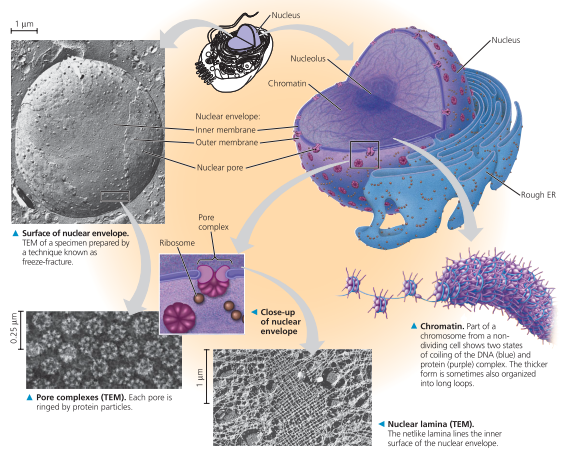 1 µm
Nucleus
Nucleus
Nucleolus
Chromatin
Nuclear envelope:
Inner membrane
Outer membrane
Nuclear pore
Rough ER
Pore
complex
Ribosome
▲ Surface of nuclear envelope.
TEM of a specimen prepared by
a technique known as
freeze-fracture.
◄ Close-up
of nuclear
envelope
▲ Chromatin. Part of a
chromosome from a non-
dividing cell shows two states
of coiling of the DNA (blue) and
protein (purple) complex. The thicker
form is sometimes also organized
into long loops.
0.25 µm
▲ Pore complexes (TEM). Each pore is
ringed by protein particles.
1 µm
◄ Nuclear lamina (TEM).
The netlike lamina lines the inner
surface of the nuclear envelope.